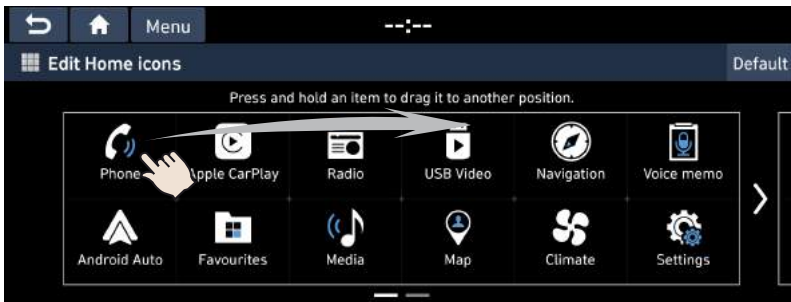 Menu --:--
Edit Home icons Default
Press and hold an item to drag it to another position.
Phone Apple CarPlay Radio USB Video Navigation Voice memo
Android Auto Favourites Media Map Climate Settings